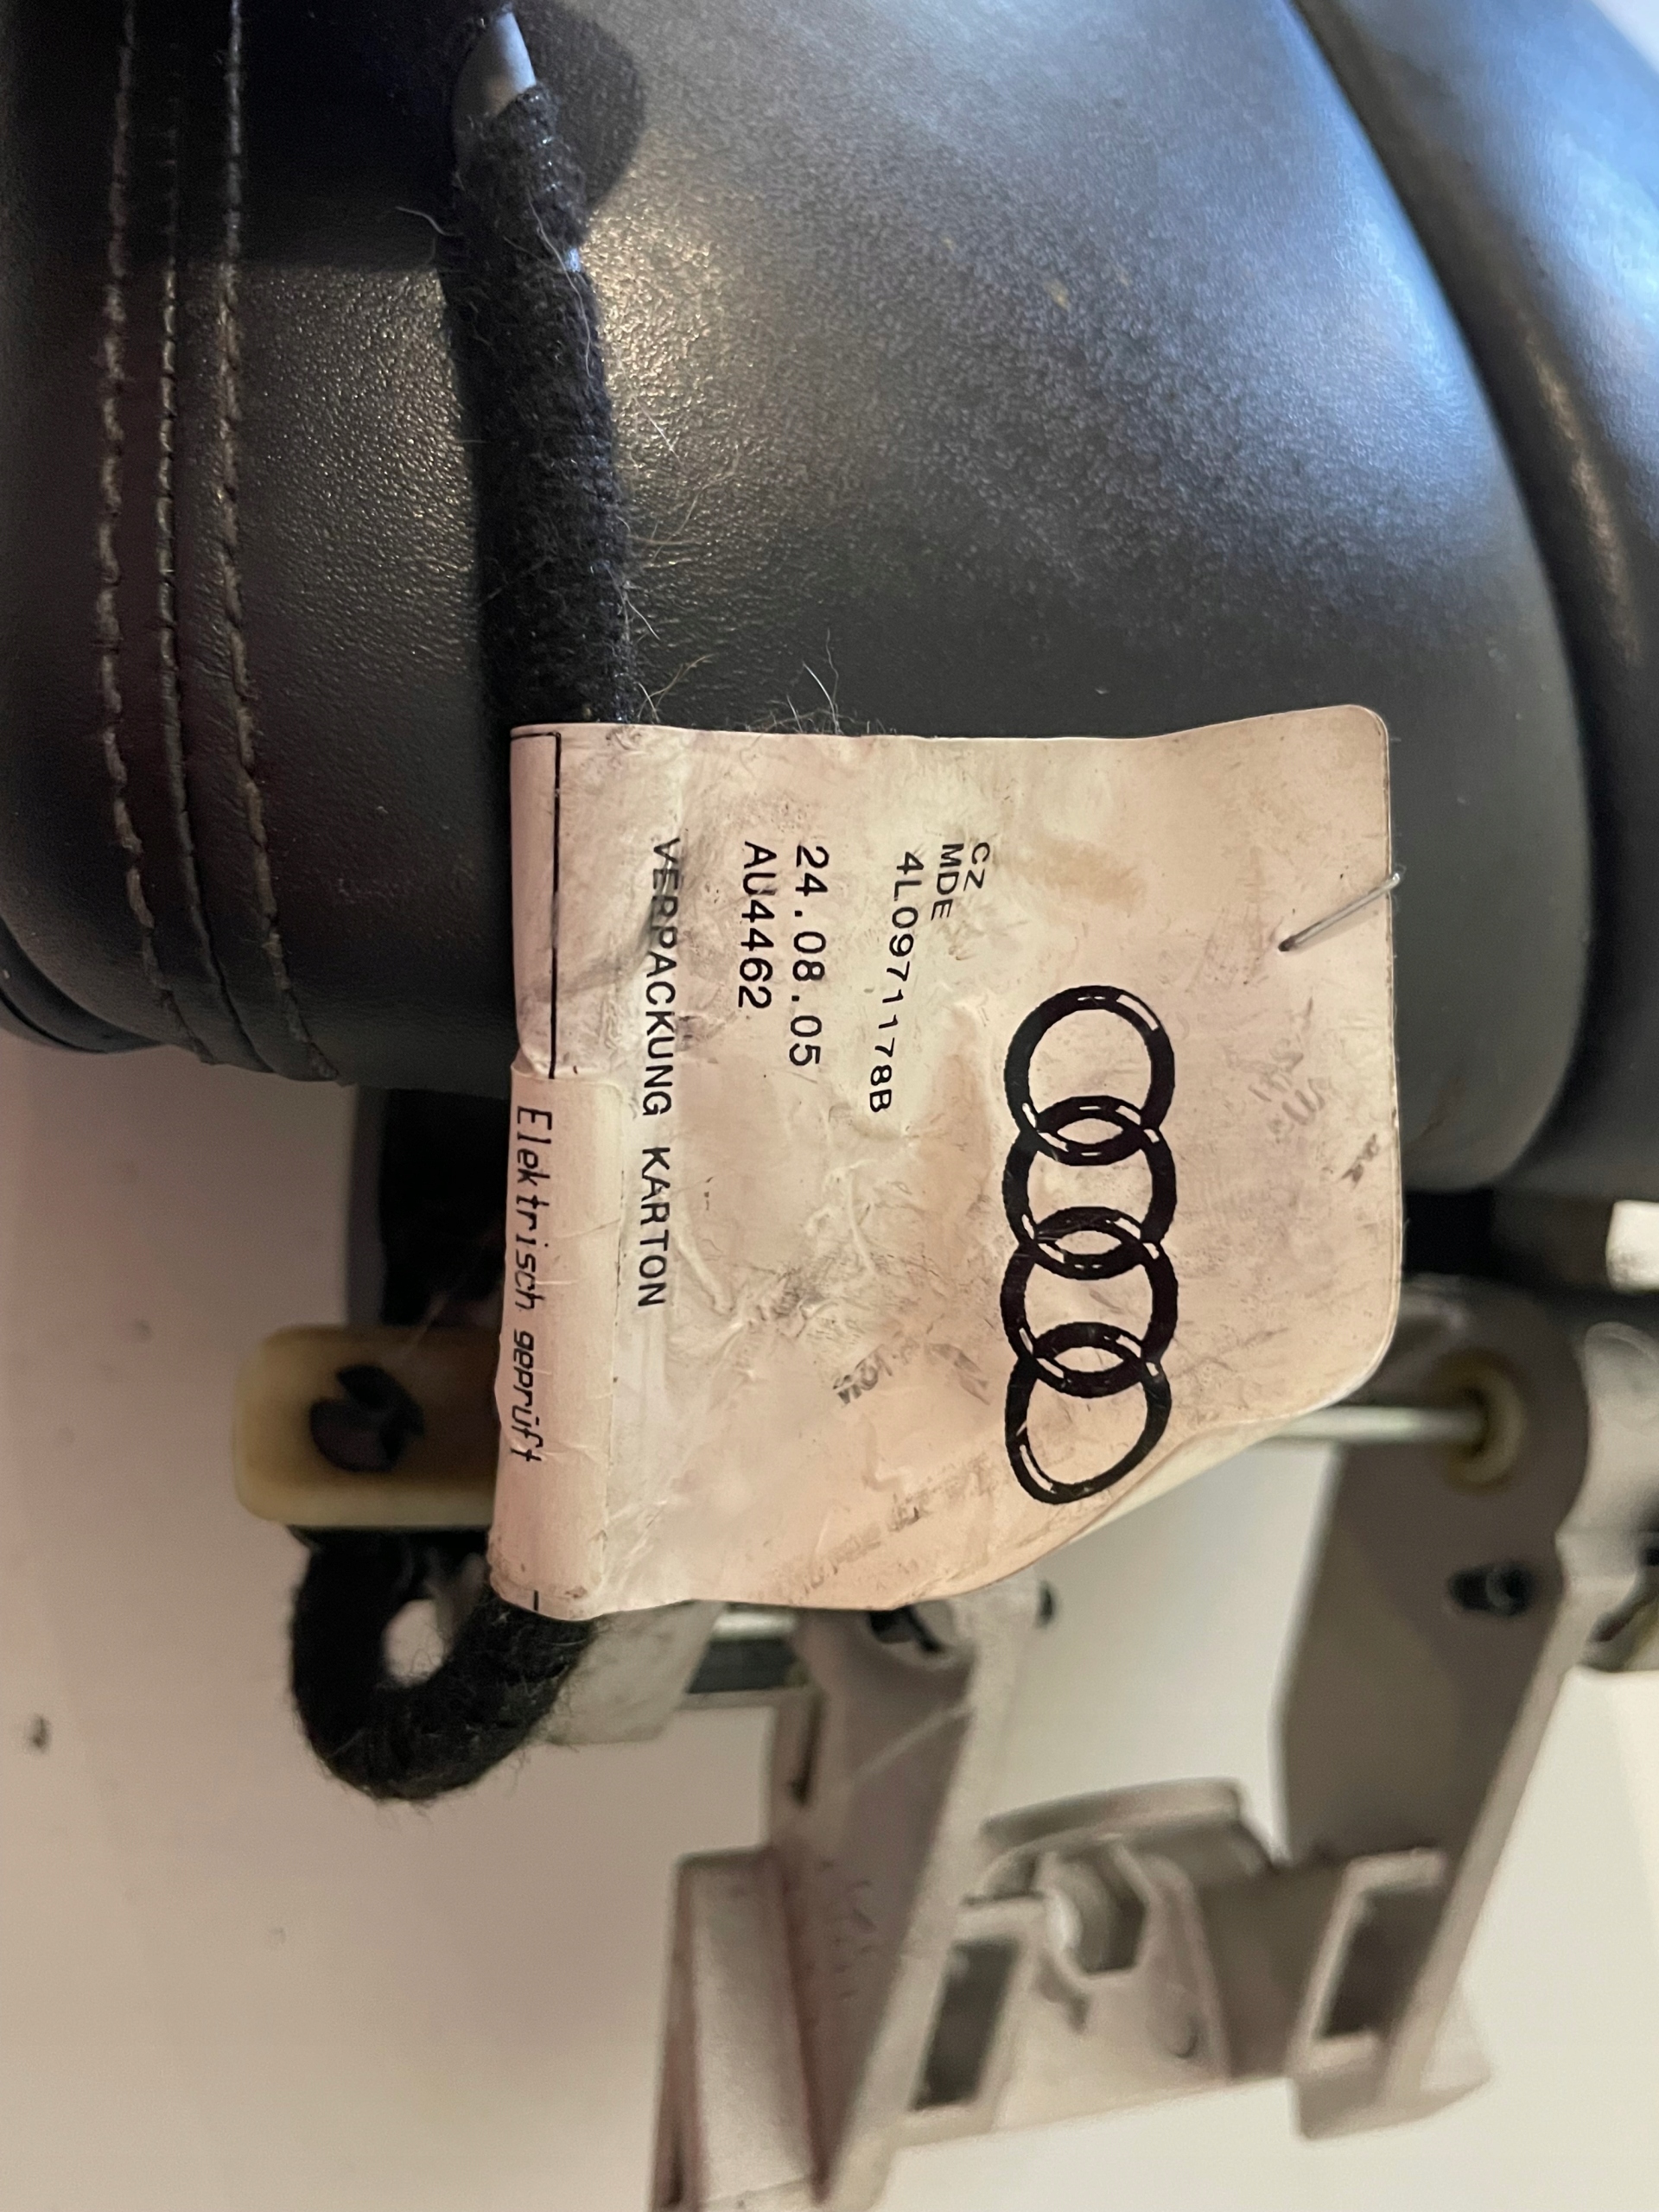 CZ
MDE
4L0971178B
24.08.05
AU4462
VERPACKUNG KARTON
Elektrisch geprüft